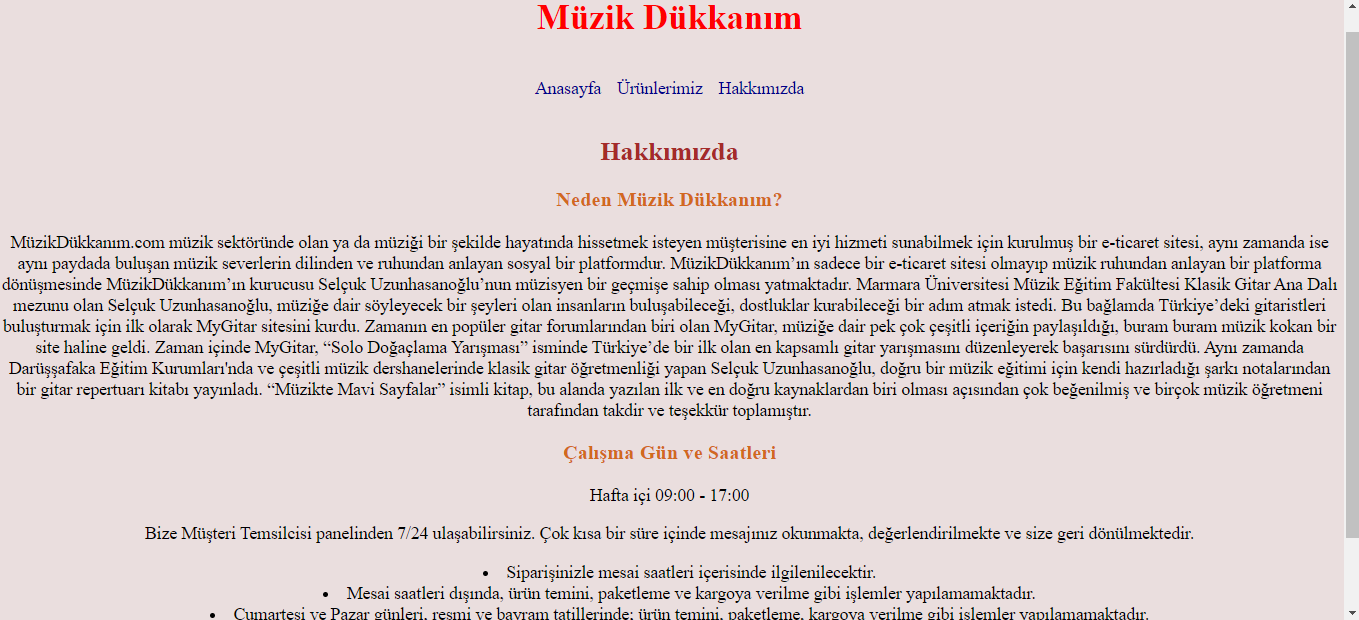 Müzik Dükkanım
Anasayfa Ürünlerimiz Hakkımızda
Hakkımızda
Neden Müzik Dükkanım?
MüzikDükkanım.com müzik sektöründe olan ya da müziği bir şekilde hayatında hissetmek isteyen müşterisine en iyi hizmeti sunabilmek için kurulmuş bir e-ticaret sitesi, aynı zamanda ise
aynı paydada buluşan müzik severlerin dilinden ve ruhundan anlayan sosyal bir platformdur. MüzikDükkanım’ın sadece bir e-ticaret sitesi olmayıp müzik ruhundan anlayan bir platforma
dönüşmesinde MüzikDükkanım’ın kurucusu Selçuk Uzunhasanoğlu’nun müzisyen bir geçmişe sahip olması yatmaktadır. Marmara Üniversitesi Müzik Eğitim Fakültesi Klasik Gitar Ana Dalı
mezunu olan Selçuk Uzunhasanoğlu, müziğe dair söyleyecek bir şeyleri olan insanların buluşabileceği, dostluklar kurabileceği bir adım atmak istedi. Bu bağlamda Türkiye’deki gitaristleri
buluşturmak için ilk olarak MyGitar sitesini kurdu. Zamanın en popüler gitar forumlarından biri olan MyGitar, müziğe dair pek çok çeşitli içeriğin paylaşıldığı, buram buram müzik kokan bir
site haline geldi. Zaman içinde MyGitar, “Solo Doğaçlama Yarışması” isminde Türkiye’de bir ilk olan en kapsamlı gitar yarışmasını düzenleyerek başarısını sürdürdü. Aynı zamanda
Darüşşafaka Eğitim Kurumları'nda ve çeşitli müzik dershanelerinde klasik gitar öğretmenliği yapan Selçuk Uzunhasanoğlu, doğru bir müzik eğitimi için kendi hazırladığı şarkı notalarından
bir gitar repertuarı kitabı yayınladı. “Müzikte Mavi Sayfalar” isimli kitap, bu alanda yazılan ilk ve en doğru kaynaklardan biri olması açısından çok beğenilmiş ve birçok müzik öğretmeni
tarafından takdir ve teşekkür toplamıştır.
Çalışma Gün ve Saatleri
Hafta içi 09:00 - 17:00
Bize Müşteri Temsilcisi panelinden 7/24 ulaşabilirsiniz. Çok kısa bir süre içinde mesajınız okunmakta, değerlendirilmekte ve size geri dönülmektedir.
• Siparişinizle mesai saatleri içerisinde ilgilenilecektir.
• Mesai saatleri dışında, ürün temini, paketleme ve kargoya verilme gibi işlemler yapılamamaktadır.
• Cumartesi ve Pazar günleri, resmi ve bayram tatillerinde; ürün temini, paketleme, kargoya verilme gibi işlemler yapılamamaktadır.